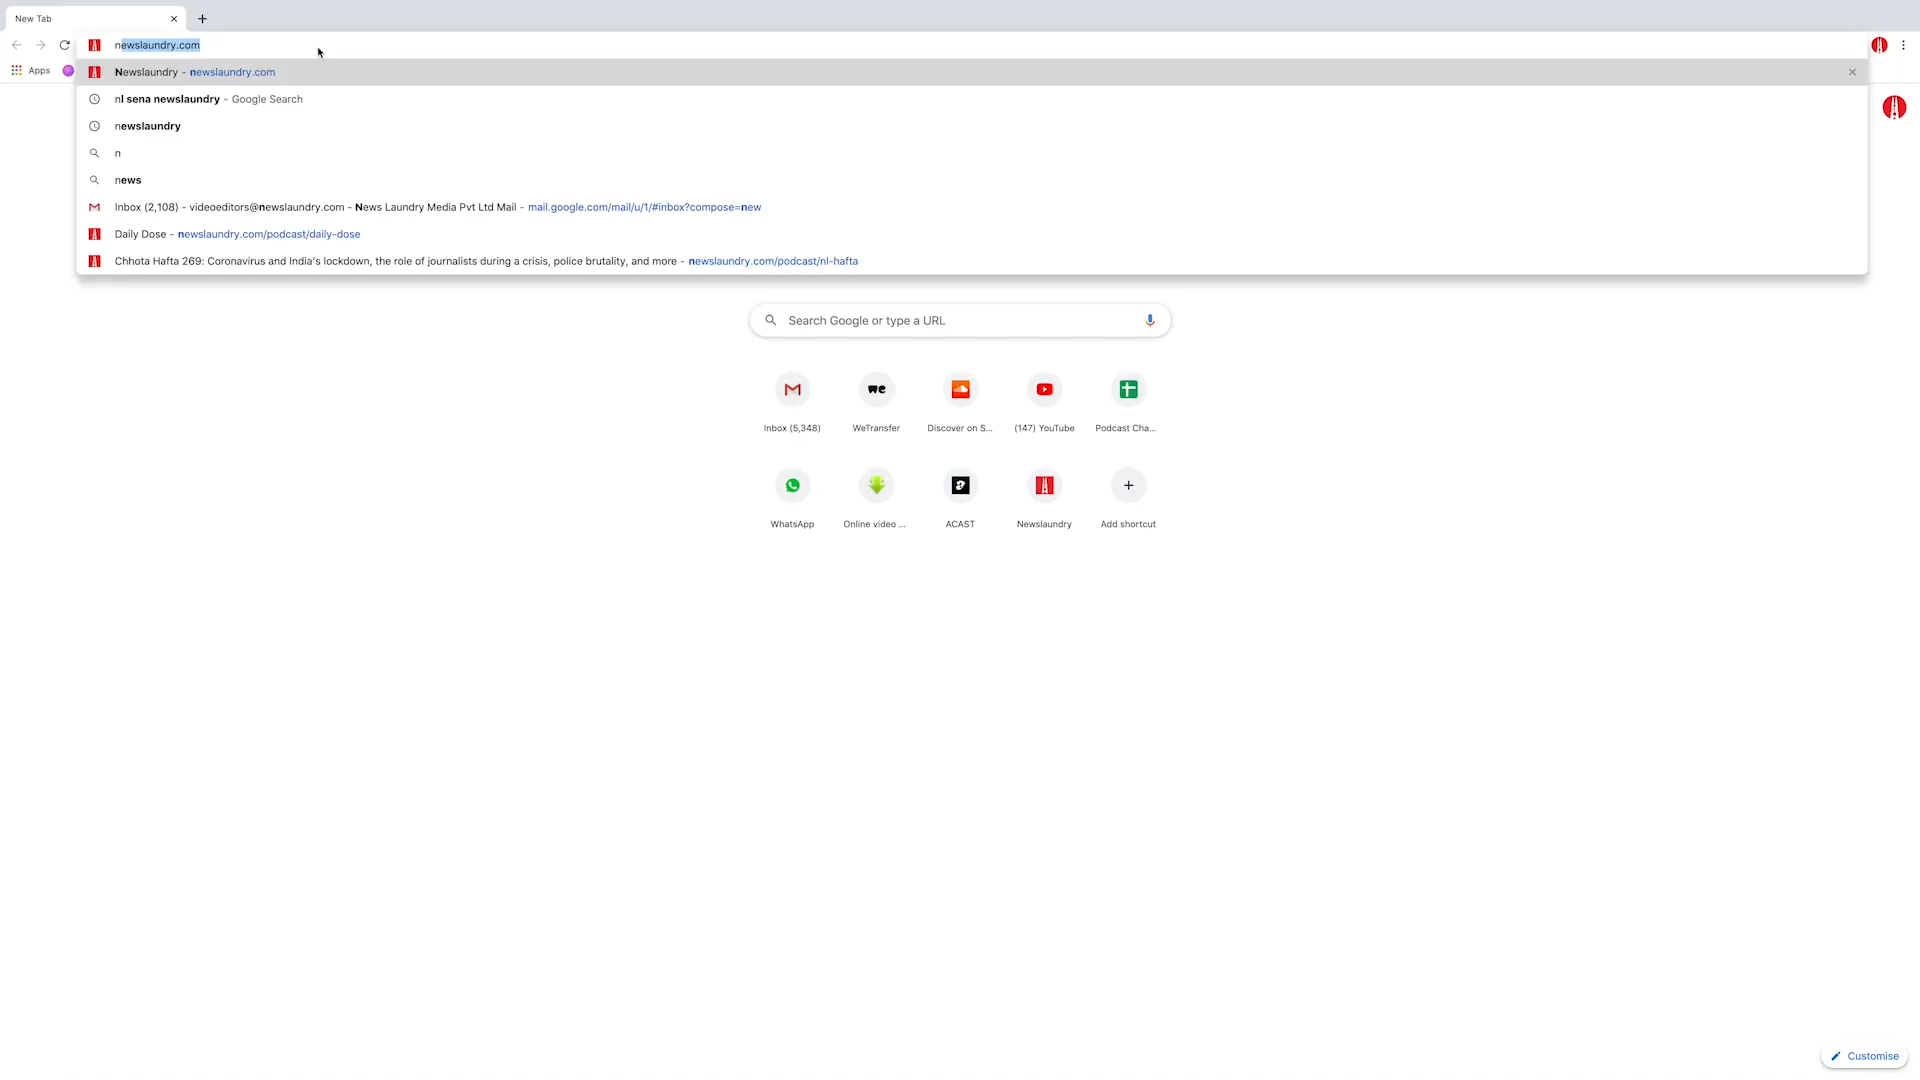 New Tab
newslaundry.com
Apps
Newslaundry - newslaundry.com
nl sena newslaundry - Google Search
newslaundry
n
news
Inbox (2,108) - videoeditors@newslaundry.com - News Laundry Media Pvt Ltd Mail - mail.google.com/mail/u/1/#inbox?compose=new
Daily Dose - newslaundry.com/podcast/daily-dose
Chhota Hafta 269: Coronavirus and India's lockdown, the role of journalists during a crisis, police brutality, and more - newslaundry.com/podcast/nl-hafta
Search Google or type a URL
we
Inbox (5,348) WeTransfer Discover on S... (147) YouTube Podcast Cha...
WhatsApp Online video ... ACAST Newslaundry Add shortcut
Customise